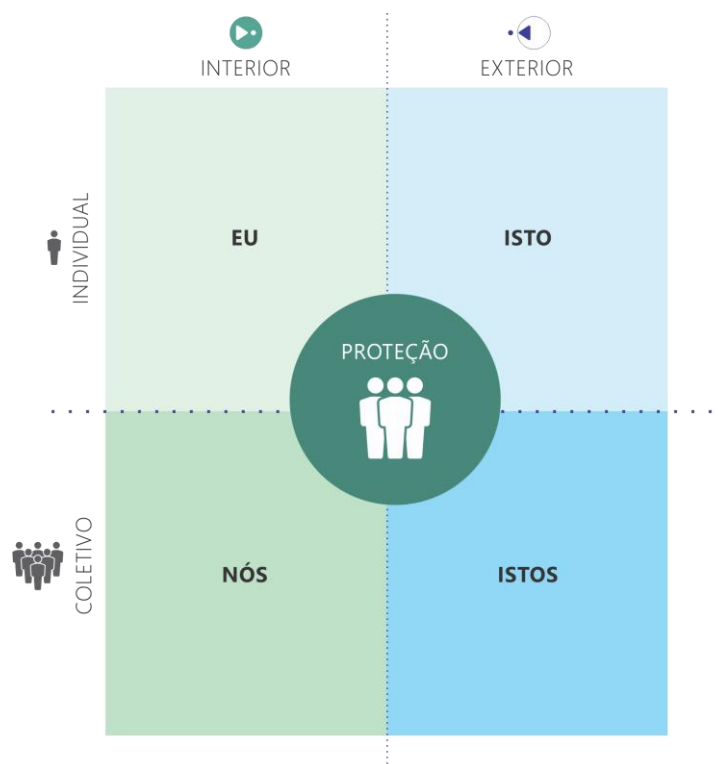 INTERIOR
EXTERIOR
INDIVIDUAL
EU
ISTO
PROTEÇÃO
COLETIVO
NÓS
ISTOS